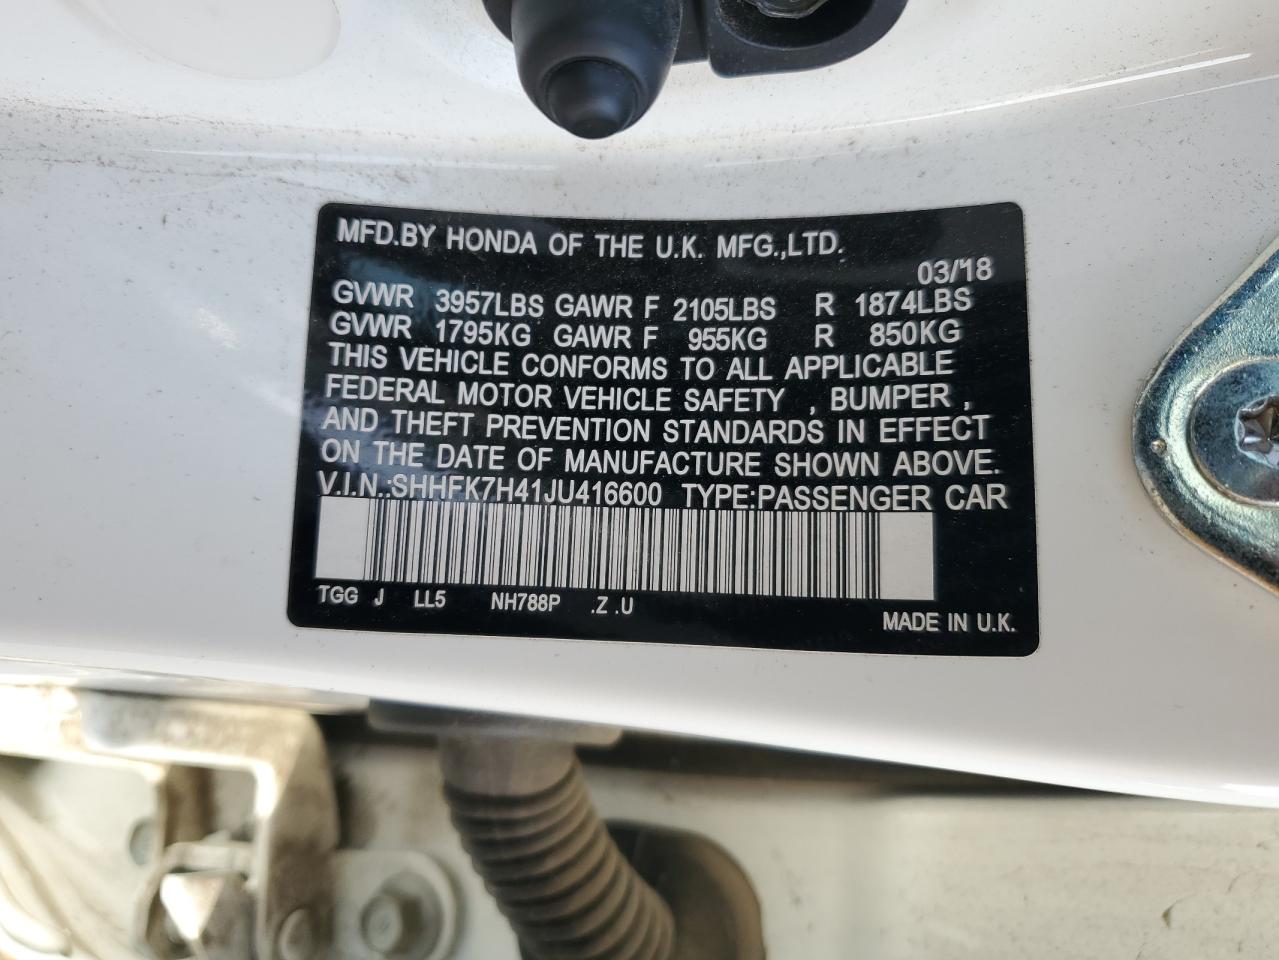 MFD.BY HONDA OF THE U.K. MFG.,LTD.
03/'18
GVWR 3957LBS GAWR F 2105LBS R 1874LBS
GVWR 1795KG GAWR F 955KG R 850KG
THIS VEHICLE CONFORMS TO ALL APPLICABLE
FEDERAL MOTOR VEHICLE SAFETY , BUMPER ,
AND THEFT PREVENTION STANDARDS IN EFFECT
ON THE DATE OF MANUFACTURE SHOWN ABOVE.
V.I.N.:SHHFK7H41JU416600 TYPE:PASSENGER CAR
TGG J LL5 NH788P .Z .U
MADE IN U.K.